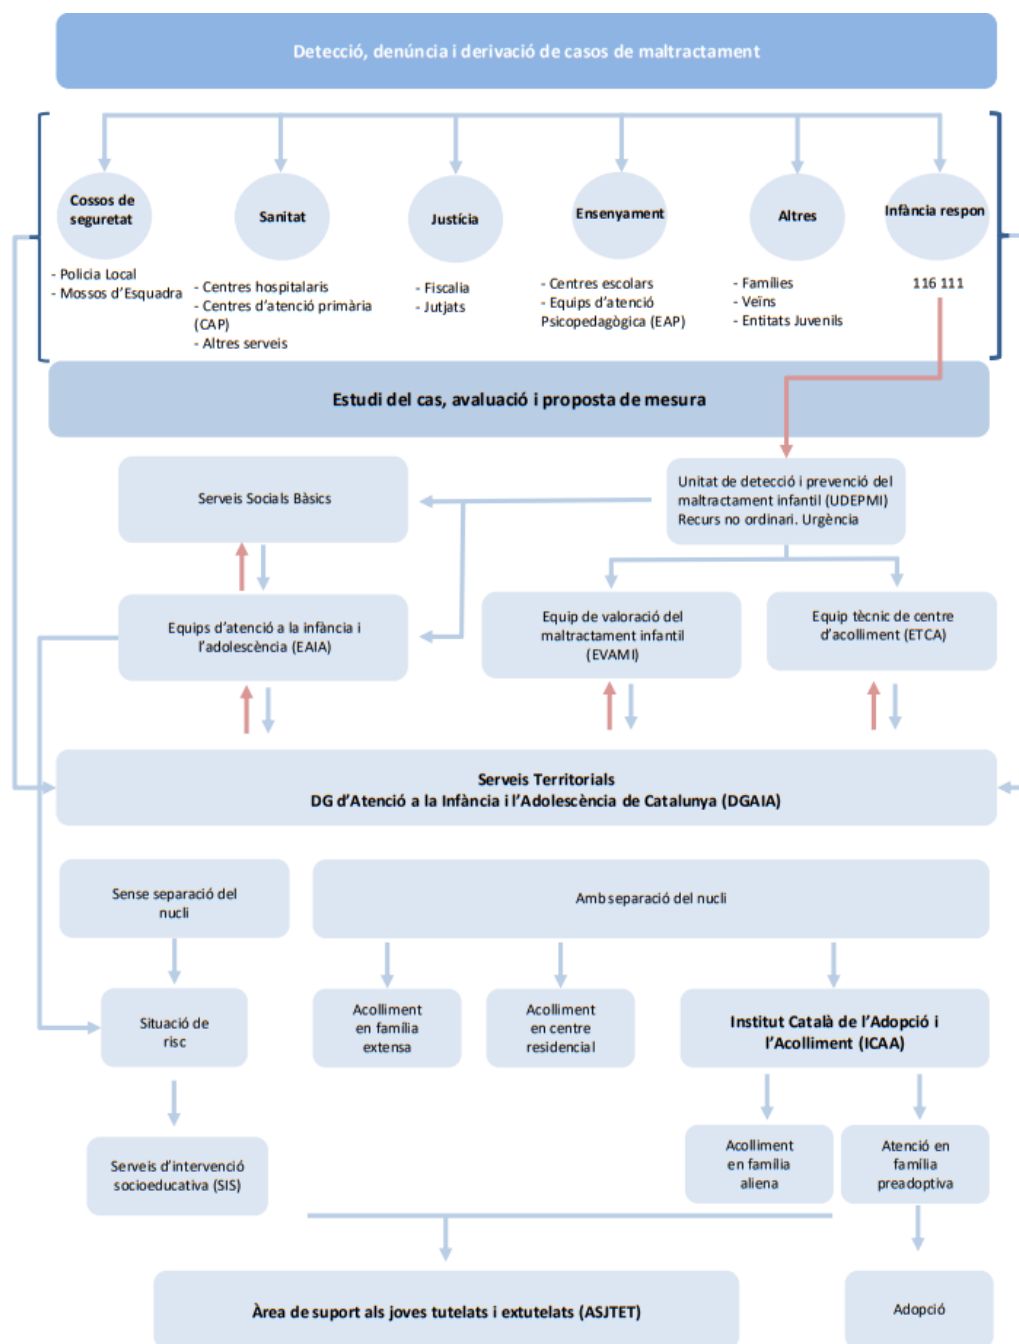 Detecció, denúncia i derivació de casos de maltractament
Cossos de
seguretat
- Policia Local
- Mossos d'Esquadra
Sanitat
- Centres hospitalaris
- Centres d'atenció primària
(CAP)
- Altres serveis
Justícia
- Fiscalia
- Jutjats
Ensenyament
- Centres escolars
- Equips d'atenció
Psicopedagògica (EAP)
Altres
- Famílies
- Veïns
- Entitats Juvenils
Infància respon
116 111
Estudi del cas, avaluació i proposta de mesura
Serveis Socials Bàsics
Unitat de detecció i prevenció del
maltractament infantil (UDEPMI)
Recurs no ordinari. Urgència
Equips d'atenció a la infància i
l'adolescència (EAIA)
Equip de valoració del
maltractament infantil
(EVAMI)
Equip tècnic de centre
d'acolliment (ETCA)
Serveis Territorials
DG d'Atenció a la Infància i l'Adolescència de Catalunya (DGAIA)
Sense separació del
nucli
Amb separació del nucli
Situació de
risc
Acolliment
en família
extensa
Acolliment
en centre
residencial
Institut Català de l'Adopció i
l'Acolliment (ICAA)
Serveis d'intervenció
socioeducativa (SIS)
Acolliment
en família
aliena
Atenció en
família
preadoptiva
Àrea de suport als joves tutelats i extutelats (ASJTET)
Adopció